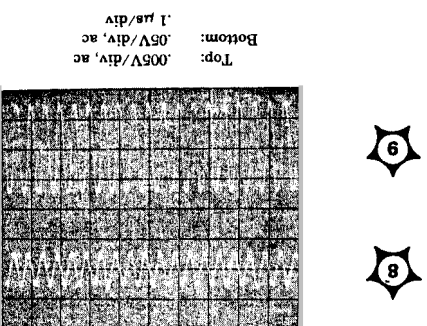 8
9
Top: .005V/div, ac
Bottom: .05V/div, ac
.1 μs/div